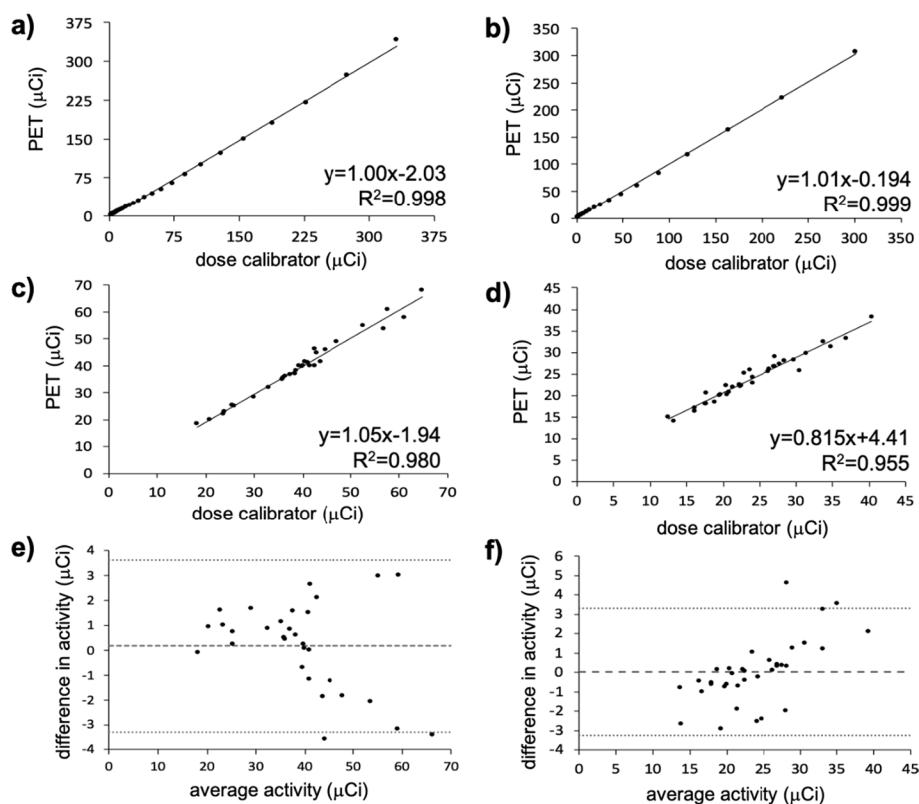 a)
375
300
225
150
75
0
PET (μCi)
0 75 150 225 300 375
dose calibrator (μCi)
y=1.00x-2.03
R²=0.998
b)
350
300
250
200
150
100
50
0
PET (μCi)
0 50 100 150 200 250 300 350
dose calibrator (μCi)
y=1.01x-0.194
R²=0.999
c)
70
60
50
40
30
20
10
0
PET (μCi)
0 10 20 30 40 50 60 70
dose calibrator (μCi)
y=1.05x-1.94
R²=0.980
d)
45
40
35
30
25
20
15
10
5
0
PET (μCi)
0 5 10 15 20 25 30 35 40 45
dose calibrator (μCi)
y=0.815x+4.41
R²=0.955
e)
4
3
2
1
0
-1
-2
-3
-4
difference in activity (μCi)
0 10 20 30 40 50 60 70
average activity (μCi)
f)
6
5
4
3
2
1
0
-1
-2
-3
-4
difference in activity (μCi)
0 5 10 15 20 25 30 35 40 45
average activity (μCi)